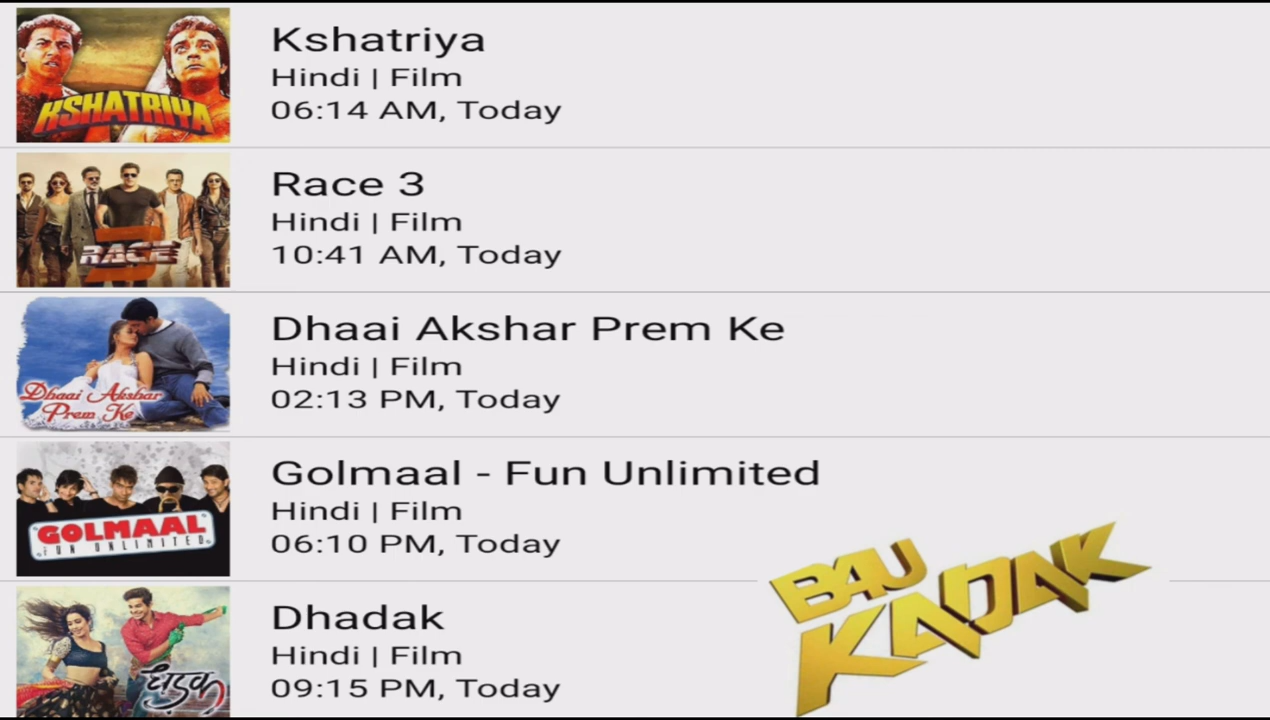 KSHATRIYA
Kshatriya
Hindi | Film
06:14 AM, Today
RACE 3
Race 3
Hindi | Film
10:41 AM, Today
Dhaai Akshar
Prem Ke
Dhaai Akshar Prem Ke
Hindi | Film
02:13 PM, Today
GOLMAAL
FUN UNLIMITED
Golmaal - Fun Unlimited
Hindi | Film
06:10 PM, Today
धड़क
Dhadak
Hindi | Film
09:15 PM, Today
B4U
KADAK